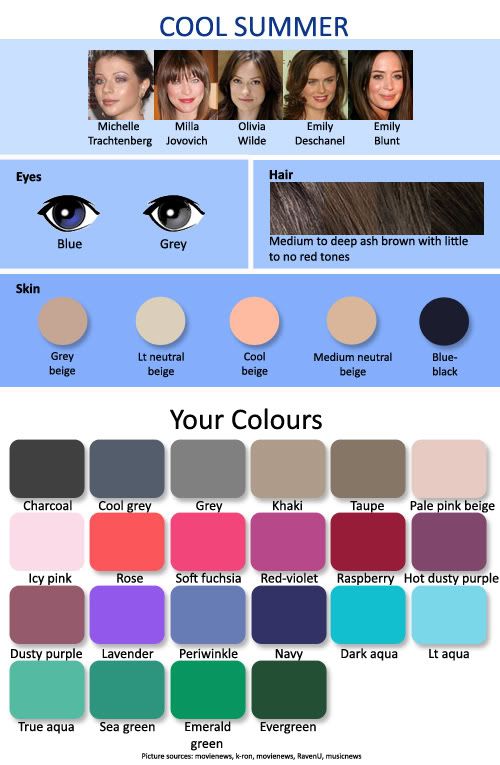 COOL SUMMER
Michelle Trachtenberg
Milla Jovovich
Olivia Wilde
Emily Deschanel
Emily Blunt
Eyes
Blue
Grey
Hair
Medium to deep ash brown with little
to no red tones
Skin
Grey beige
Lt neutral beige
Cool beige
Medium neutral beige
Blue-black
Your Colours
Charcoal
Cool grey
Grey
Khaki
Taupe
Pale pink beige
Icy pink
Rose
Soft fuchsia
Red-violet
Raspberry
Hot dusty purple
Dusty purple
Lavender
Periwinkle
Navy
Dark aqua
Lt aqua
True aqua
Sea green
Emerald green
Evergreen
Picture sources: movienews, k-ron, movienews, RavenU, musicnews